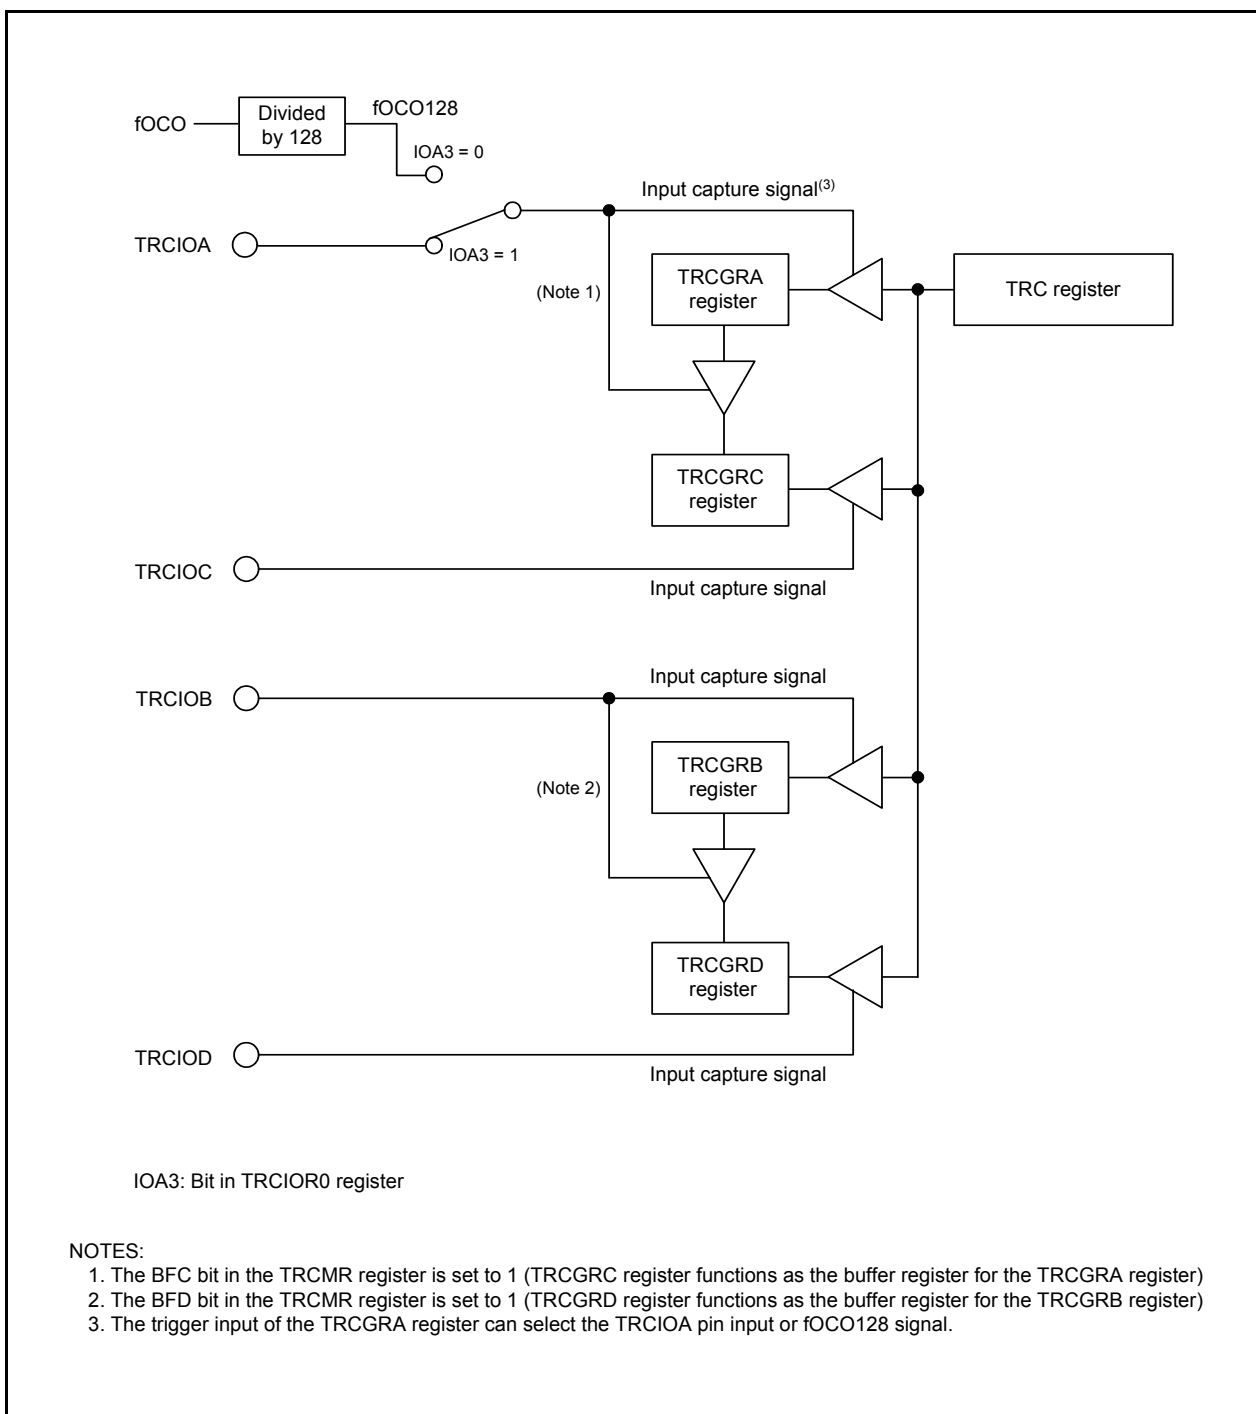 fOCO
Divided
by 128
fOCO128
IOA3 = 0
Input capture signal(3)
TRCIOA
IOA3 = 1
(Note 1)
TRCGRA
register
TRC register
TRCGRC
register
TRCIOC
Input capture signal
Input capture signal
TRCIOB
TRCGRB
register
(Note 2)
TRCGRD
register
TRCIOD
Input capture signal
IOA3: Bit in TRCIOR0 register
NOTES:
1. The BFC bit in the TRCMR register is set to 1 (TRCGRC register functions as the buffer register for the TRCGRA register)
2. The BFD bit in the TRCMR register is set to 1 (TRCGRD register functions as the buffer register for the TRCGRB register)
3. The trigger input of the TRCGRA register can select the TRCIOA pin input or fOCO128 signal.